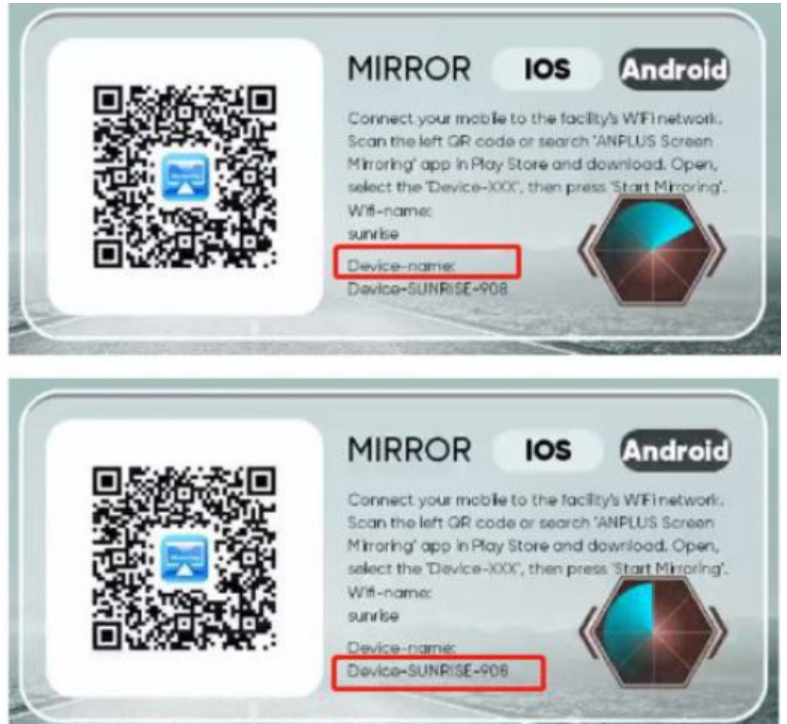 MIRROR IOS Android
Connect your mobile to the facility's WiFi network.
Scan the left QR code or search "ANPLUS Screen
Mirroring" app in Play Store and download. Open,
select the "Device-XXX", then press "Start Mirroring".
Wifi-name:
sunrise
Device-name:
Device-SUNRISE-908
MIRROR IOS Android
Connect your mobile to the facility's WiFi network.
Scan the left QR code or search "ANPLUS Screen
Mirroring" app in Play Store and download. Open,
select the "Device-XXX", then press "Start Mirroring".
Wifi-name:
sunrise
Device-name:
Device-SUNRISE-908